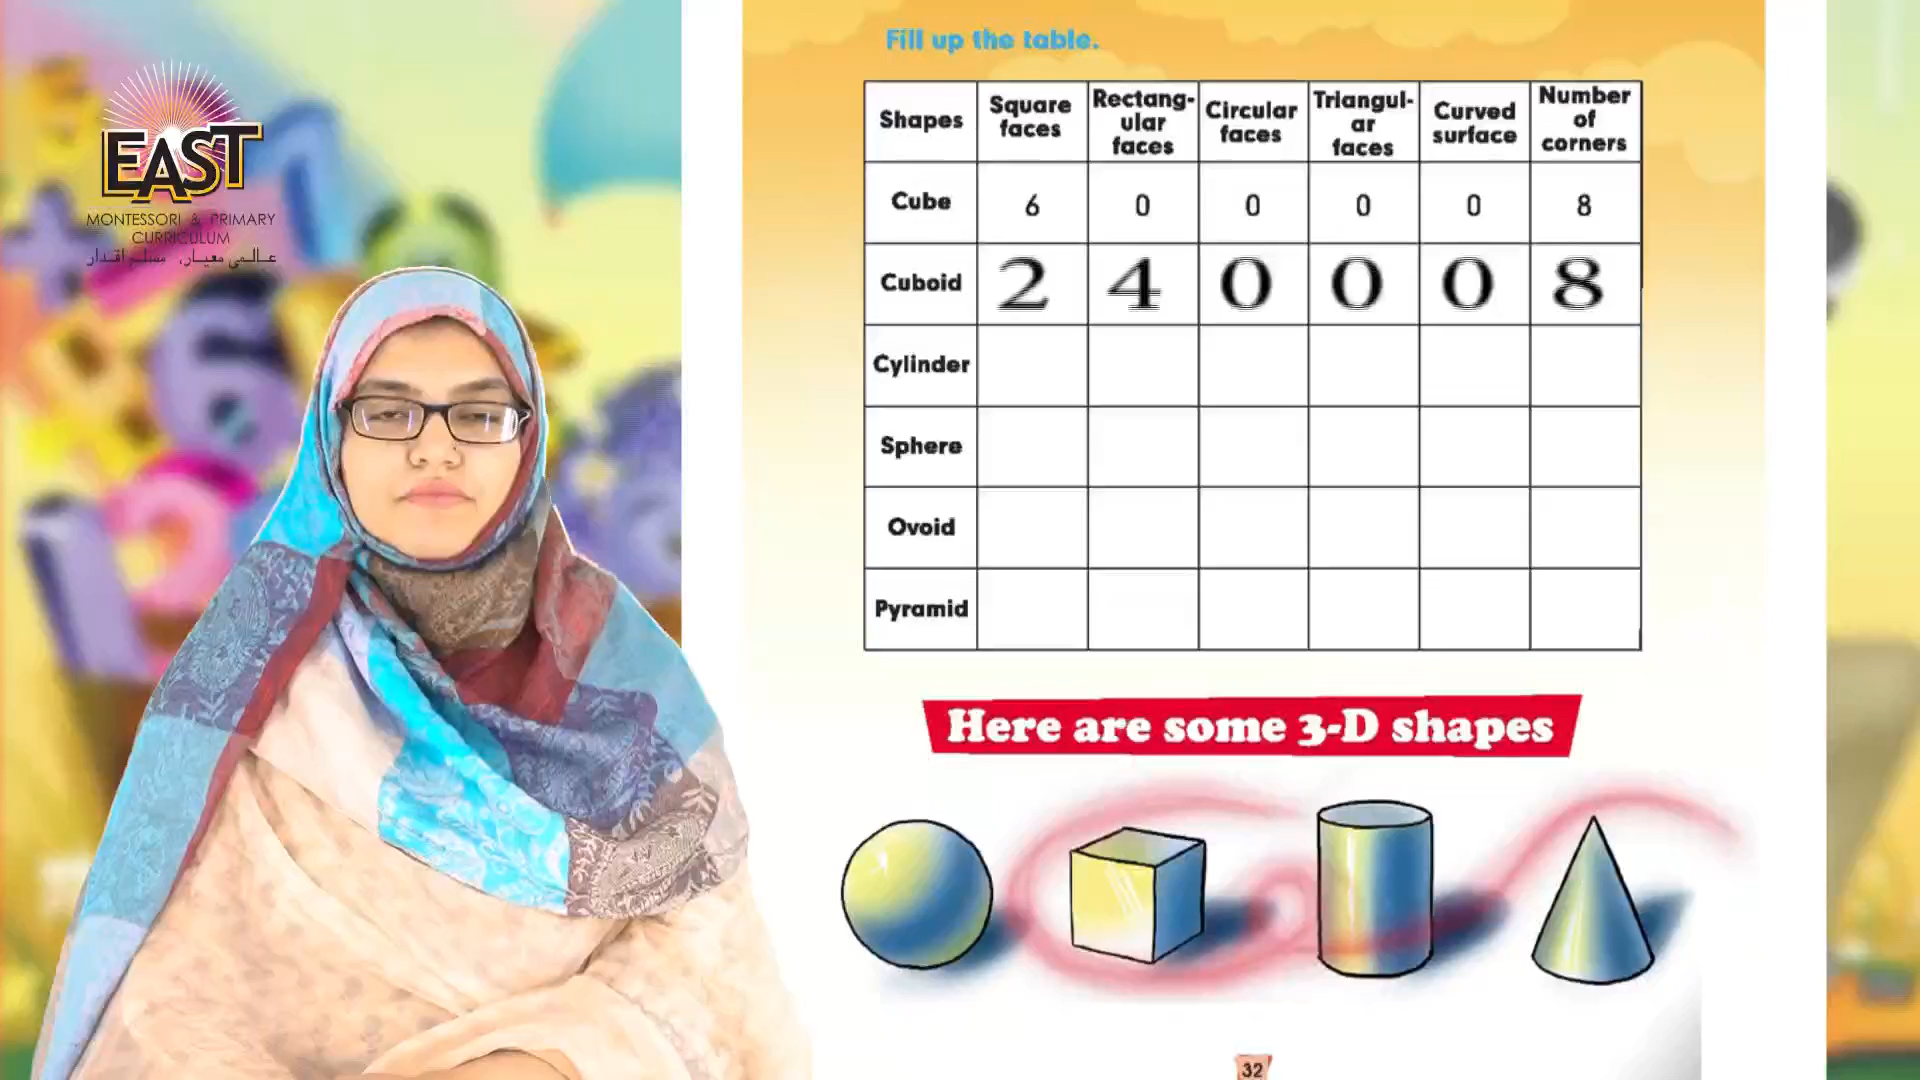 EAST
MONTESSORI & PRIMARY
CURRICULUM
عالمی معیار، مسلم اقدار
Fill up the table.
Shapes Square faces Rectang-ular faces Circular faces Triangul-ar faces Curved surface Number of corners
Cube 6 0 0 0 0 8
Cuboid 2 4 0 0 0 8
Cylinder
Sphere
Ovoid
Pyramid
Here are some 3-D shapes
32